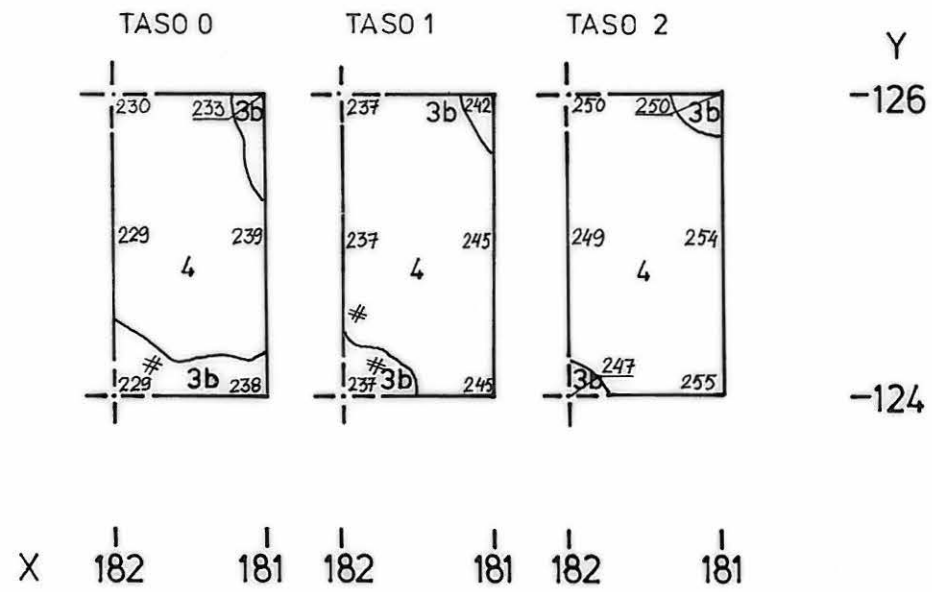 TASO 0 TASO 1 TASO 2
Y
230 233 3b 237 3b 242 250 250 3b -126
229 239 237 245 249 254
4 4 4
#
# # 247
229 3b 238 237 3b 245 3b 255 -124
X 182 181 182 181 182 181